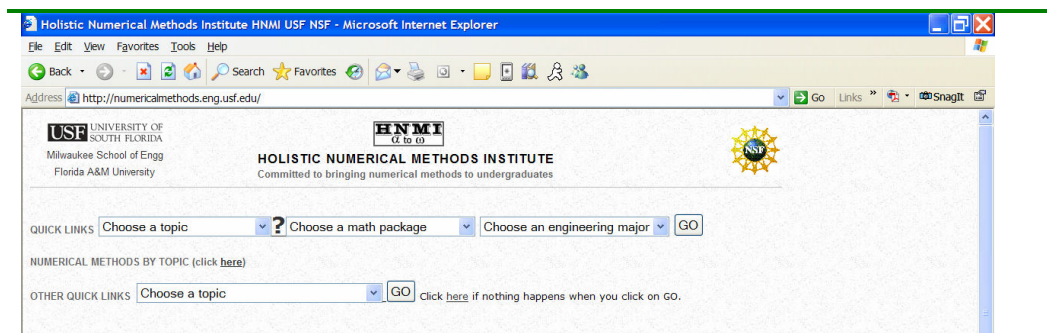 Holistic Numerical Methods Institute HNMI USF NSF - Microsoft Internet Explorer
File Edit View Favorites Tools Help
Back Search Favorites
Address http://numericalmethods.eng.usf.edu/ Go Links » SnagIt
USF UNIVERSITY OF SOUTH FLORIDA
Milwaukee School of Engg
Florida A&M University
HNMI
α to ω
HOLISTIC NUMERICAL METHODS INSTITUTE
Committed to bringing numerical methods to undergraduates
NSF
QUICK LINKS Choose a topic ? Choose a math package Choose an engineering major GO
NUMERICAL METHODS BY TOPIC (click here)
OTHER QUICK LINKS Choose a topic GO Click here if nothing happens when you click on GO.